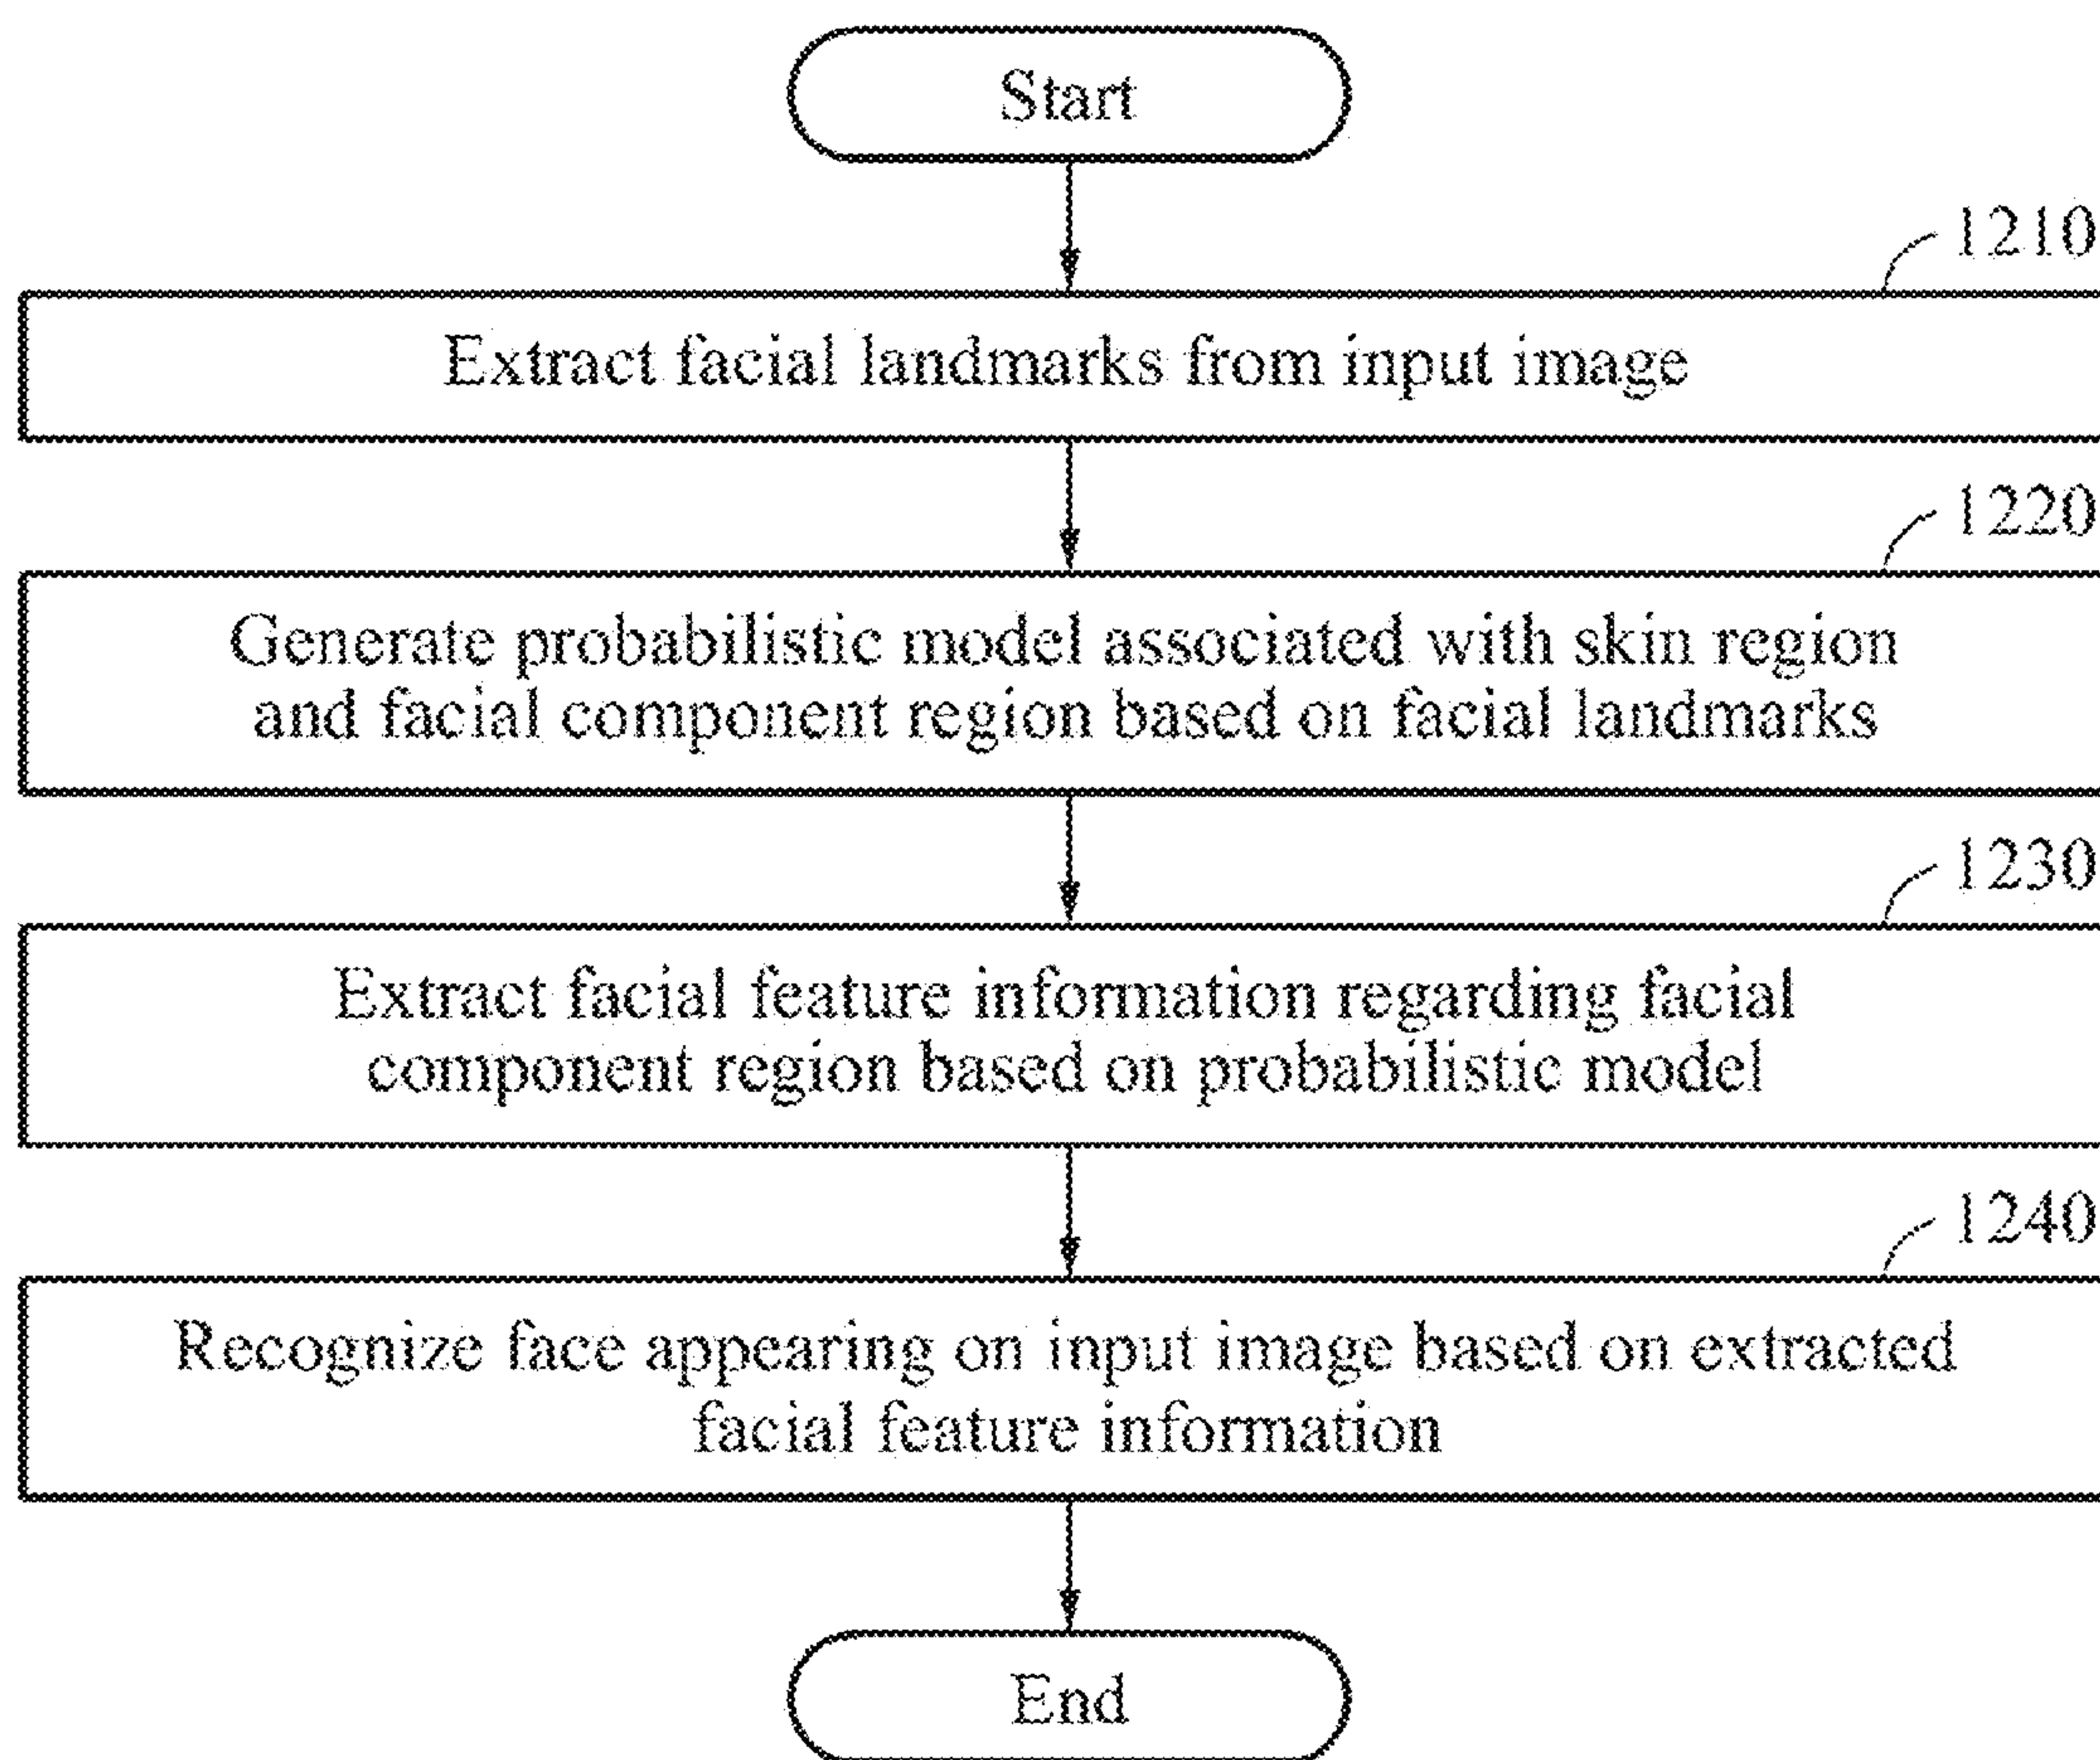 Start
1210
Extract facial landmarks from input image
1220
Generate probabilistic model associated with skin region
and facial component region based on facial landmarks
1230
Extract facial feature information regarding facial
component region based on probabilistic model
1240
Recognize face appearing on input image based on extracted
facial feature information
End